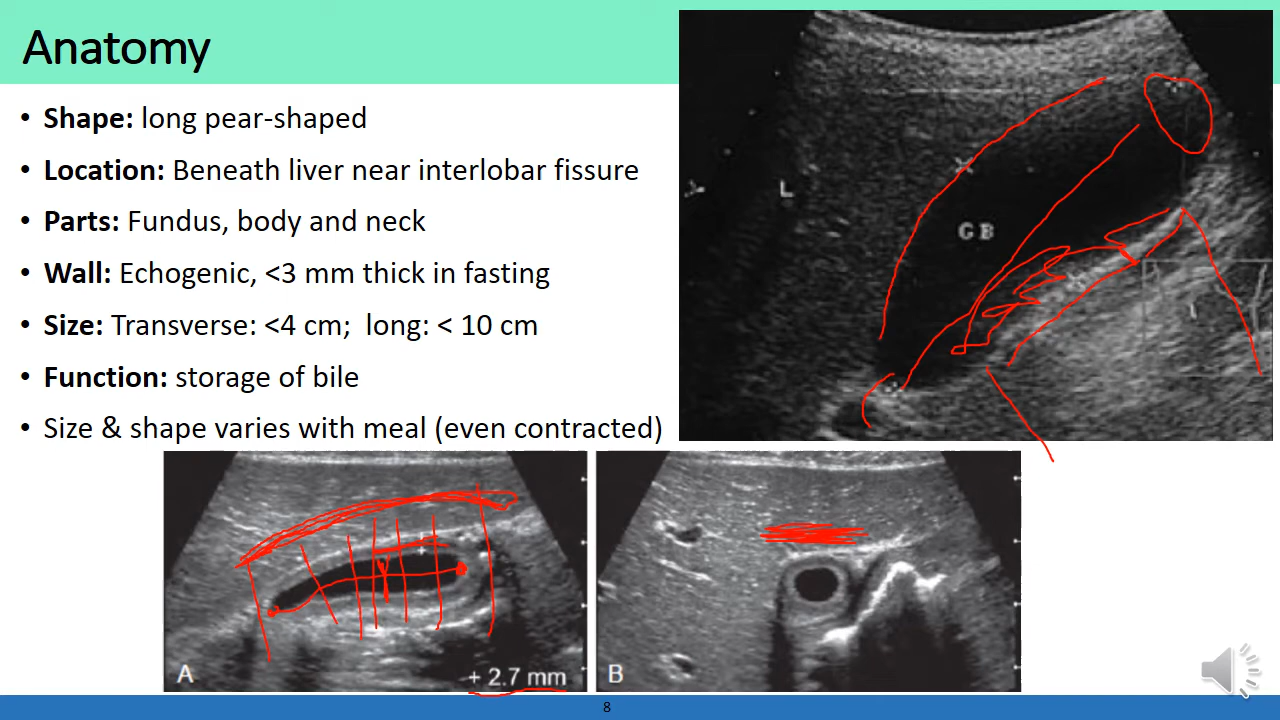 Anatomy
• Shape: long pear-shaped
• Location: Beneath liver near interlobar fissure
• Parts: Fundus, body and neck
• Wall: Echogenic, <3 mm thick in fasting
• Size: Transverse: <4 cm;  long: < 10 cm
• Function: storage of bile
• Size & shape varies with meal (even contracted)
L
GB
A
+ 2.7 mm
B
8